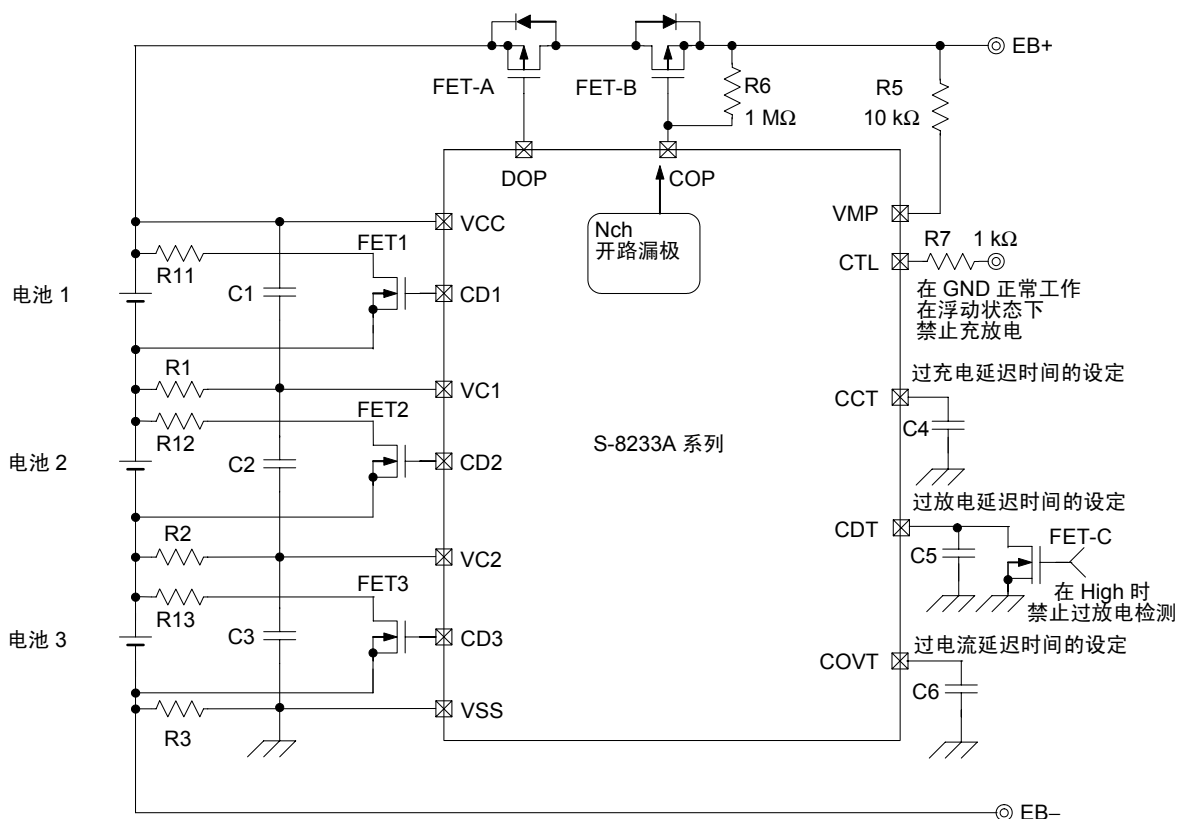 EB+
FET-A
FET-B
R6
1 MΩ
R5
10 kΩ
DOP
COP
Nch
开路漏极
VMP
VCC
R7 1 kΩ
CTL
在 GND 正常工作
在浮动状态下
禁止充放电
R11
FET1
C1
CD1
电池 1
R1
VC1
过充电延迟时间的设定
CCT
C4
R12
FET2
C2
CD2
电池 2
S-8233A 系列
R2
VC2
过放电延迟时间的设定
CDT
C5
FET-C
在 High 时
禁止过放电检测
R13
FET3
C3
CD3
电池 3
过电流延迟时间的设定
COVT
C6
R3
VSS
EB–